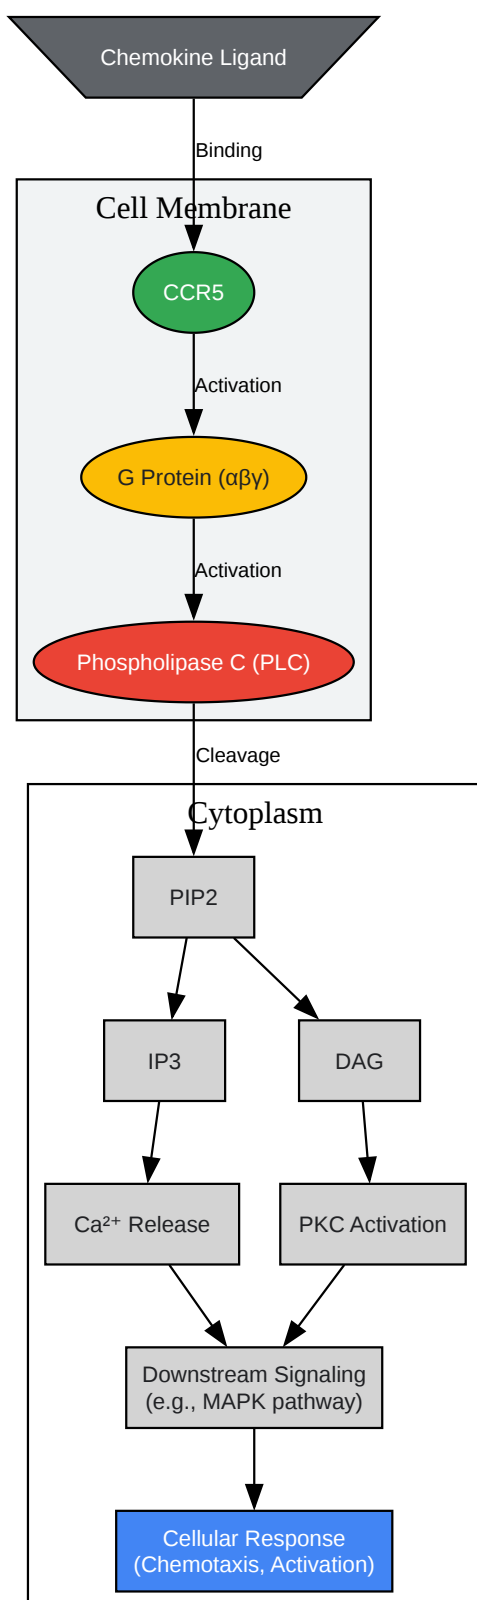 Chemokine Ligand
Binding
Cell Membrane
CCR5
Activation
G Protein (αβγ)
Activation
Phospholipase C (PLC)
Cleavage
Cytoplasm
PIP2
IP3
DAG
Ca²⁺ Release
PKC Activation
Downstream Signaling
(e.g., MAPK pathway)
Cellular Response
(Chemotaxis, Activation)